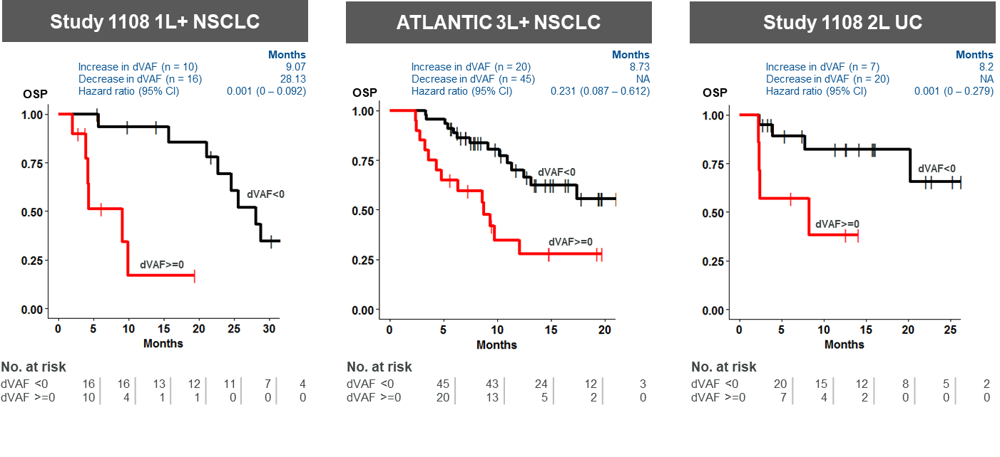 Study 1108 1L+ NSCLC
Months
Increase in dVAF (n = 10) 9.07
Decrease in dVAF (n = 16) 28.13
Hazard ratio (95% CI) 0.001 (0 – 0.092)
OSP
1.00
0.75
0.50
0.25
0.00
dVAF<0
dVAF>=0
0 5 10 15 20 25 30
Months
No. at risk
dVAF <0 16 16 13 12 11 7 4
dVAF >=0 10 4 1 1 0 0 0
ATLANTIC 3L+ NSCLC
Months
Increase in dVAF (n = 20) 8.73
Decrease in dVAF (n = 45) NA
Hazard ratio (95% CI) 0.231 (0.087 – 0.612)
OSP
1.00
0.75
0.50
0.25
0.00
dVAF<0
dVAF>=0
0 5 10 15 20
Months
No. at risk
dVAF <0 45 43 24 12 3
dVAF >=0 20 13 5 2 0
Study 1108 2L UC
Months
Increase in dVAF (n = 7) 8.2
Decrease in dVAF (n = 20) NA
Hazard ratio (95% CI) 0.001 (0 – 0.279)
OSP
1.00
0.75
0.50
0.25
0.00
dVAF<0
dVAF>=0
0 5 10 15 20 25
Months
No. at risk
dVAF <0 20 15 12 8 5 2
dVAF >=0 7 4 2 0 0 0